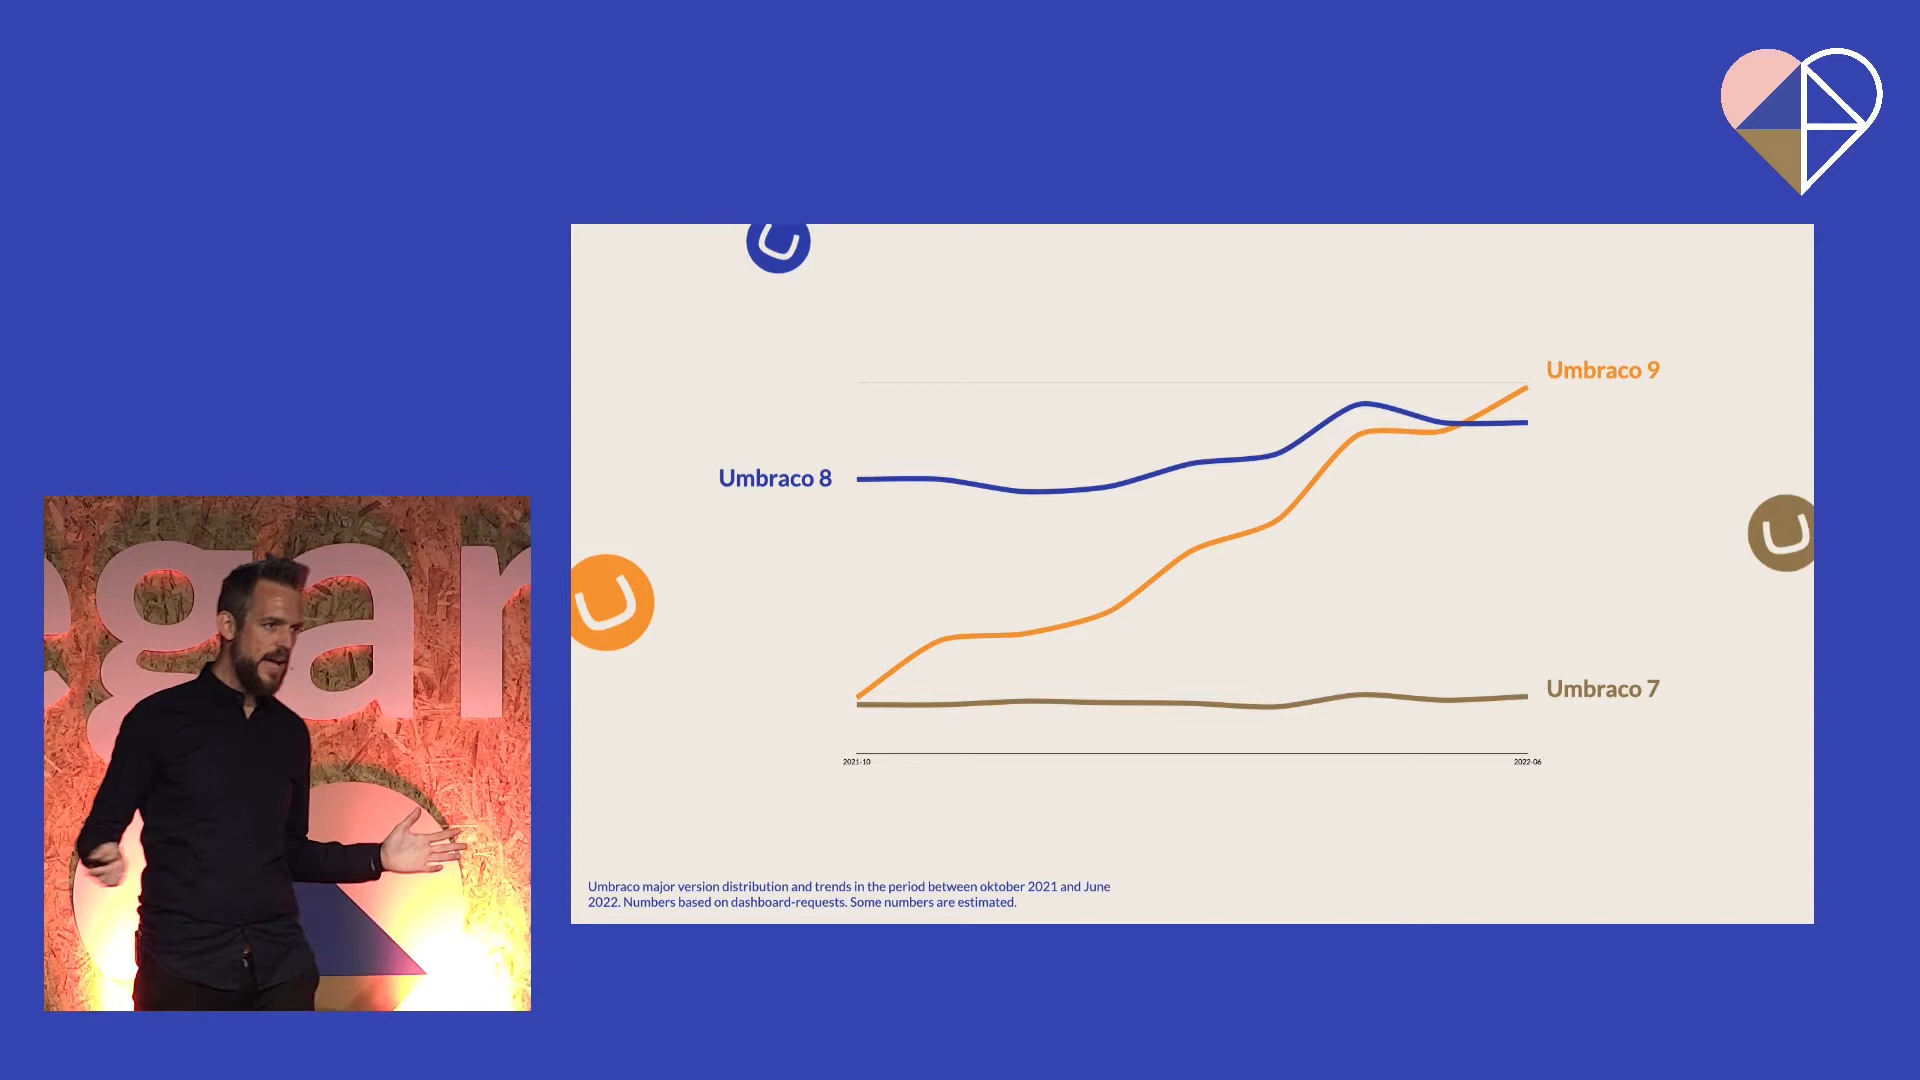 Umbraco 9
Umbraco 8
Umbraco 7
2021-10
2022-06
Umbraco major version distribution and trends in the period between oktober 2021 and June
2022. Numbers based on dashboard-requests. Some numbers are estimated.
gar